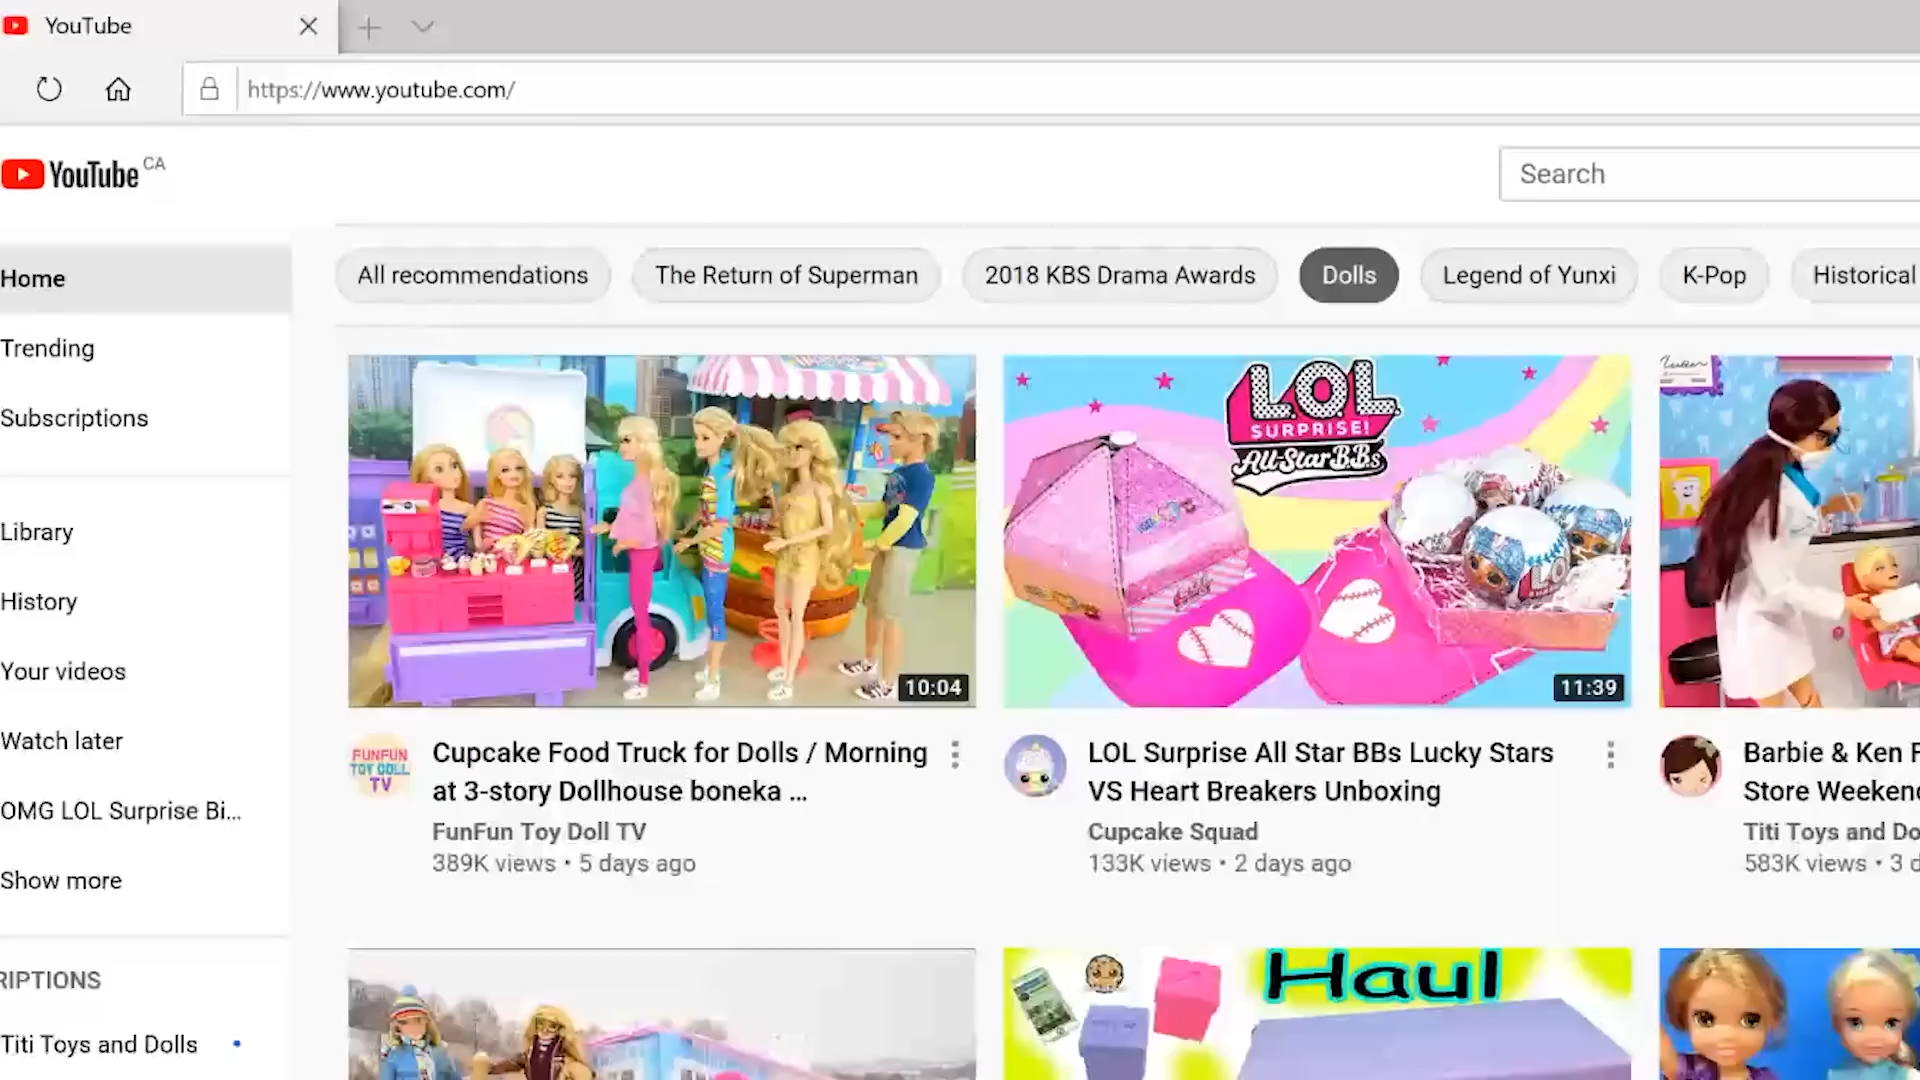 YouTube
https://www.youtube.com/
YouTube CA
Search
Home
Trending
Subscriptions
Library
History
Your videos
Watch later
OMG LOL Surprise Bi...
Show more
RIPTIONS
Titi Toys and Dolls
All recommendations
The Return of Superman
2018 KBS Drama Awards
Dolls
Legend of Yunxi
K-Pop
Historical
10:04
FUNFUN
TOY DOLL
TV
Cupcake Food Truck for Dolls / Morning
at 3-story Dollhouse boneka ...
FunFun Toy Doll TV
389K views • 5 days ago
L.O.L
SURPRISE!
All-Star B.B.s
11:39
LOL Surprise All Star BBs Lucky Stars
VS Heart Breakers Unboxing
Cupcake Squad
133K views • 2 days ago
Barbie & Ken
Store Weekend
Titi Toys and Do
583K views • 3 d
Haul